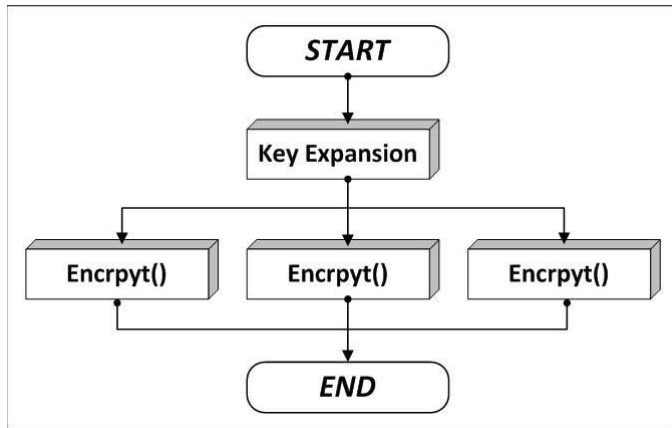 START
Key Expansion
Encrpyt()
Encrpyt()
Encrpyt()
END